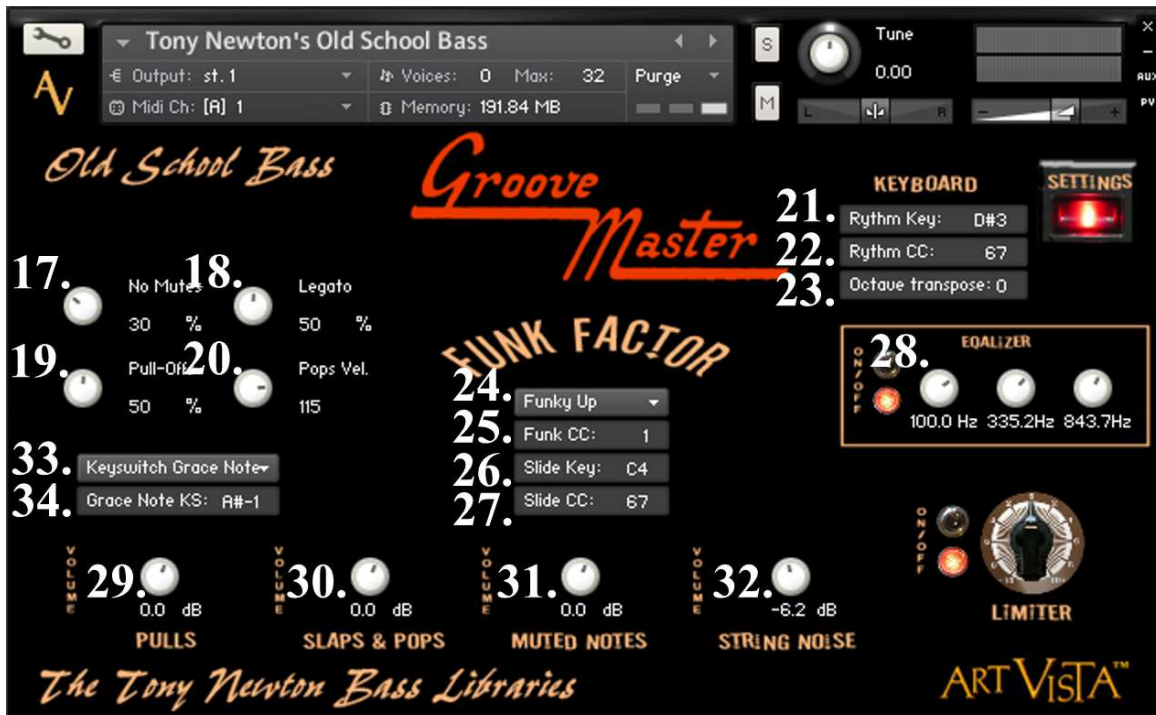 Tony Newton's Old School Bass
Output: st.1
Voices: 0 Max: 32
Purge
Midi Ch: [A] 1
Memory: 191.84 MB
S
M
Tune
0.00
L R
- +
X
–
AUX
PV
AV
Old School Bass
Groove
Master
KEYBOARD
SETTINGS
21. Rythm Key: D#3
22. Rythm CC: 67
23. Octave transpose: 0
17. No Mutes
30 %
18. Legato
50 %
19. Pull-Off
50 %
20. Pops Vel.
115
FUNK FACTOR
24. Funky Up
25. Funk CC: 1
26. Slide Key: C4
27. Slide CC: 67
28. EQALIZER
ON/OFF
100.0 Hz 335.2Hz 843.7Hz
33. Keyswitch Grace Note
34. Grace Note KS: A#-1
ON/OFF
LIMITER
VOLUME
29.
0.0 dB
PULLS
VOLUME
30.
0.0 dB
SLAPS & POPS
VOLUME
31.
0.0 dB
MUTED NOTES
VOLUME
32.
-6.2 dB
STRING NOISE
The Tony Newton Bass Libraries
ART VISTA™